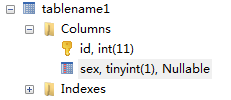 tablename1
Columns
id, int(11)
sex, tinyint(1), Nullable
Indexes